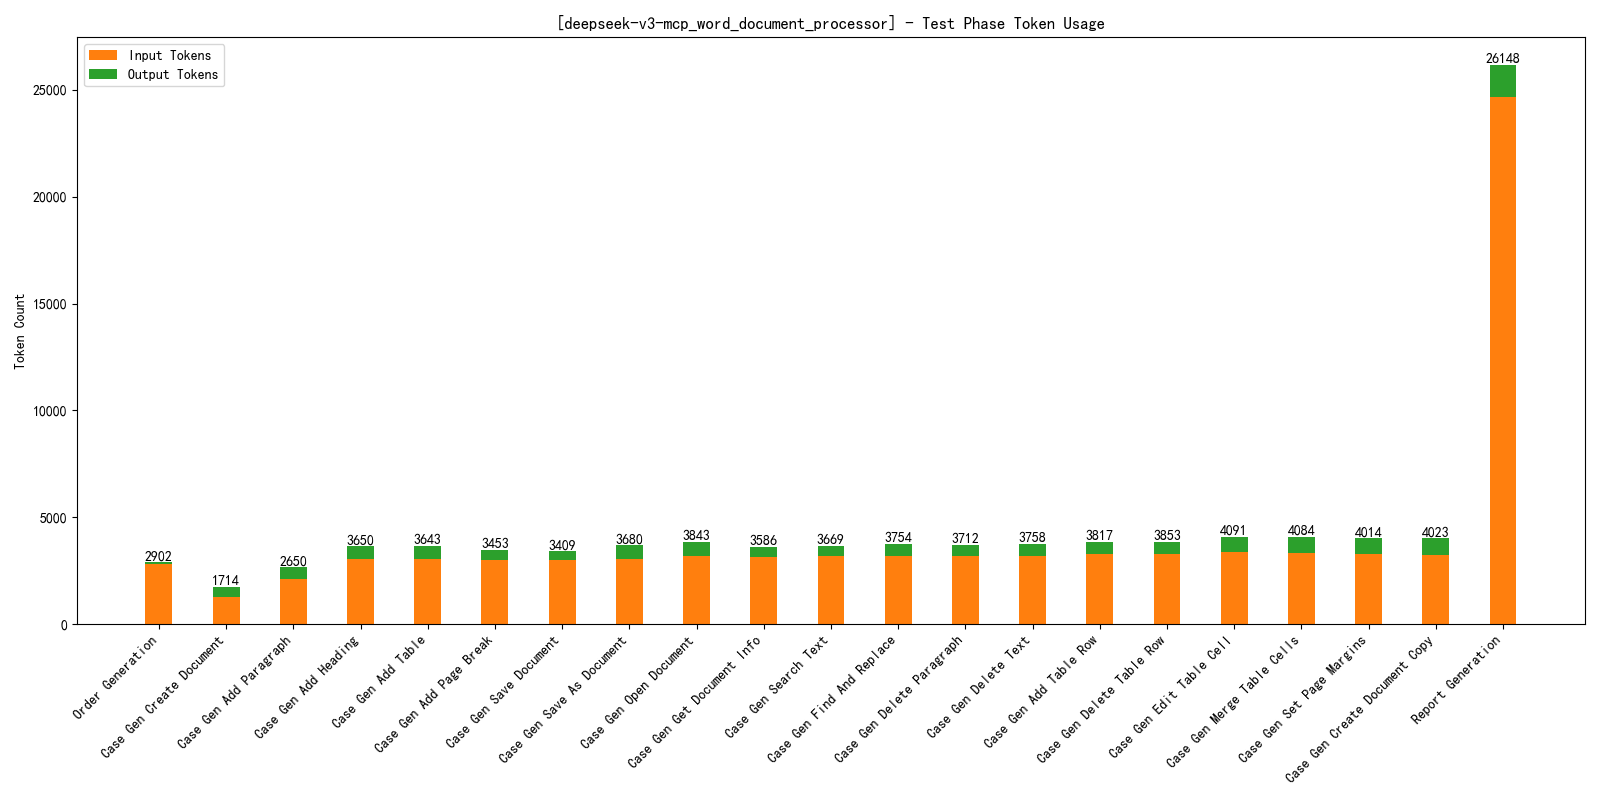 [deepseek-v3-mcp_word_document_processor] - Test Phase Token Usage
Input Tokens
Output Tokens
Token Count
25000
20000
15000
10000
5000
0
2902
1714
2650
3650
3643
3453
3409
3680
3843
3586
3669
3754
3712
3758
3817
3853
4091
4084
4014
4023
26148
Order Generation
Case Gen Create Document
Case Gen Add Paragraph
Case Gen Add Heading
Case Gen Add Table
Case Gen Add Page Break
Case Gen Save Document
Case Gen Save As Document
Case Gen Open Document
Case Gen Get Document Info
Case Gen Search Text
Case Gen Find And Replace
Case Gen Delete Paragraph
Case Gen Delete Text
Case Gen Add Table Row
Case Gen Delete Table Row
Case Gen Edit Table Cell
Case Gen Merge Table Cells
Case Gen Set Page Margins
Case Gen Create Document Copy
Report Generation